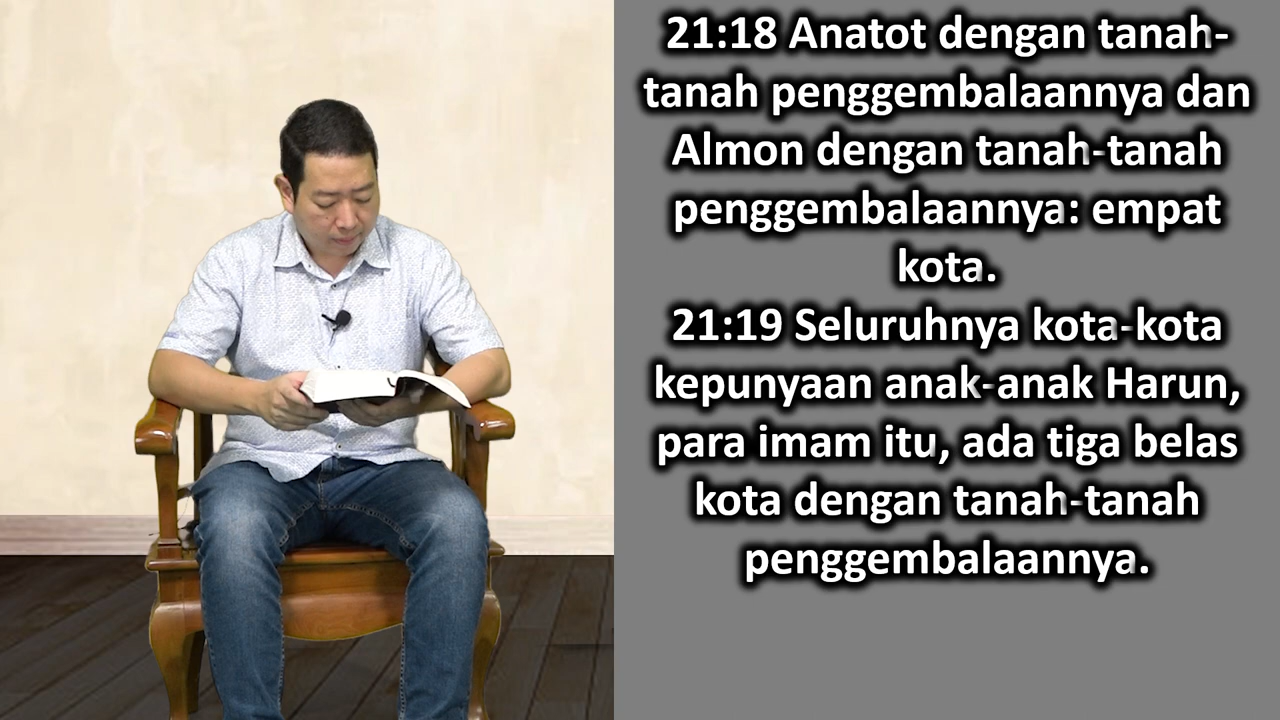 21:18 Anatot dengan tanah-
tanah penggembalaannya dan
Almon dengan tanah-tanah
penggembalaannya: empat
kota.
21:19 Seluruhnya kota-kota
kepunyaan anak-anak Harun,
para imam itu, ada tiga belas
kota dengan tanah-tanah
penggembalaannya.